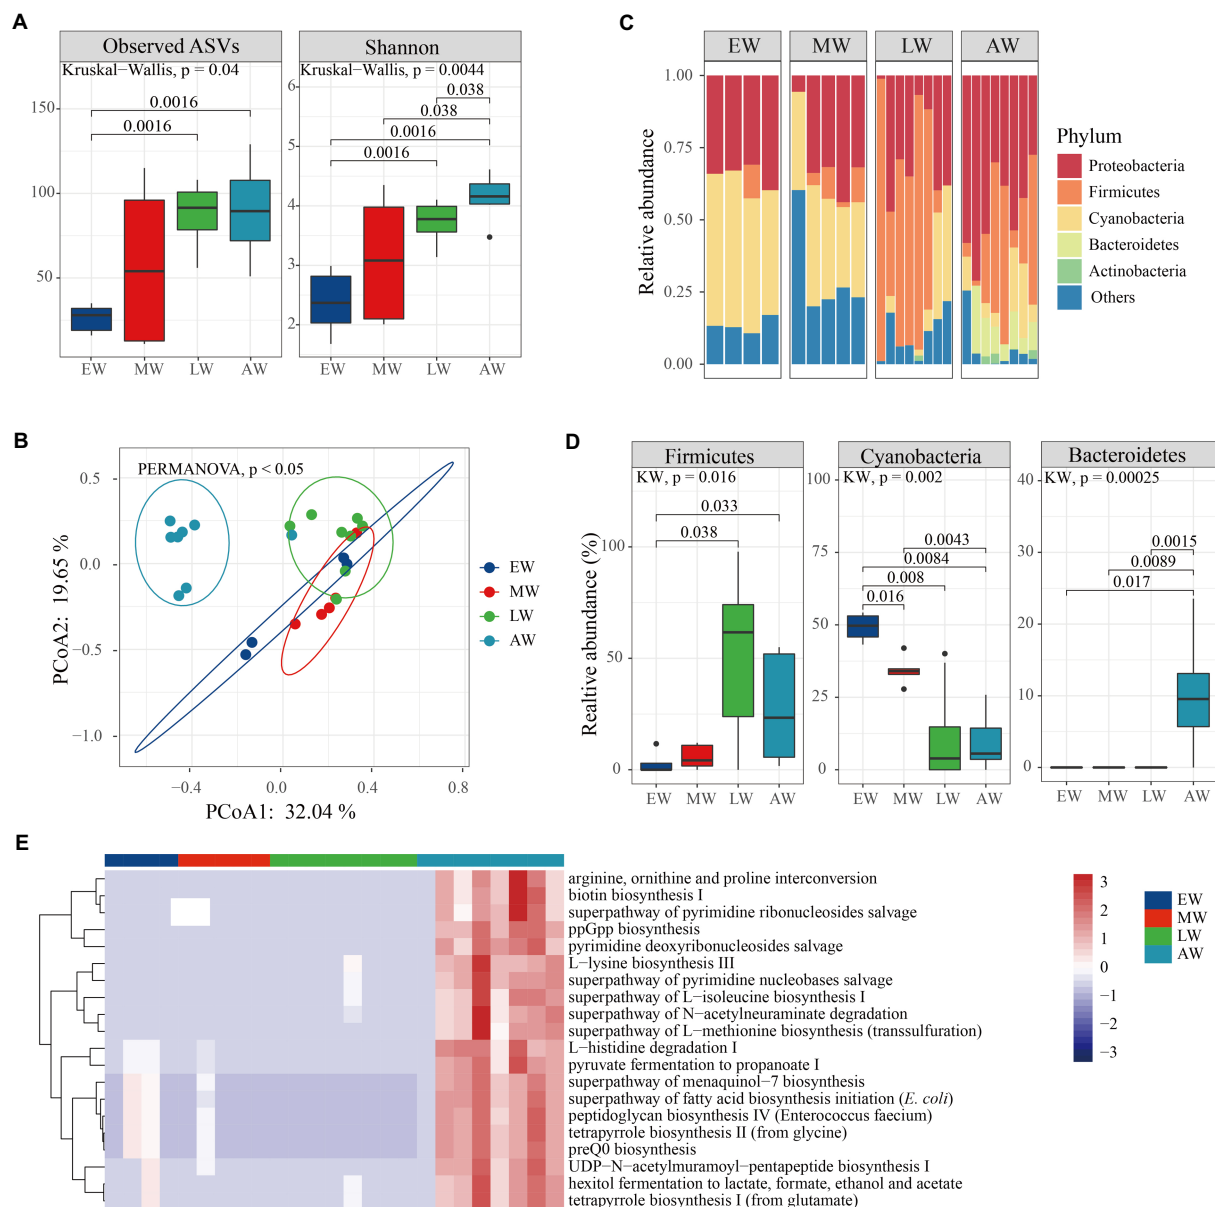 A
Observed ASVs
Shannon
Kruskal−Wallis, p = 0.04
Kruskal−Wallis, p = 0.0044
0.0016
0.0016
0.038
0.038
0.0016
0.0016
150
100
50
6
5
4
3
2
EW MW LW AW
EW MW LW AW
C
EW MW LW AW
Relative abundance
1.00
0.75
0.50
0.25
0.00
Phylum
Proteobacteria
Firmicutes
Cyanobacteria
Bacteroidetes
Actinobacteria
Others
B
PERMANOVA, p < 0.05
PCoA2: 19.65 %
0.5
0.0
−0.5
−1.0
−0.4 0.0 0.4 0.8
PCoA1: 32.04 %
EW
MW
LW
AW
D
Firmicutes
Cyanobacteria
Bacteroidetes
KW, p = 0.016
KW, p = 0.002
KW, p = 0.00025
Realtive abundance (%)
100
50
0
0.033
0.038
100
75
50
25
0
0.0043
0.0084
0.008
0.016
40
30
20
10
0
0.0015
0.0089
0.017
EW MW LW AW
EW MW LW AW
EW MW LW AW
E
arginine, ornithine and proline interconversion
biotin biosynthesis I
superpathway of pyrimidine ribonucleosides salvage
ppGpp biosynthesis
pyrimidine deoxyribonucleosides salvage
L−lysine biosynthesis III
superpathway of pyrimidine nucleobases salvage
superpathway of L−isoleucine biosynthesis I
superpathway of N−acetylneuraminate degradation
superpathway of L−methionine biosynthesis (transsulfuration)
L−histidine degradation I
pyruvate fermentation to propanoate I
superpathway of menaquinol−7 biosynthesis
superpathway of fatty acid biosynthesis initiation (E. coli)
peptidoglycan biosynthesis IV (Enterococcus faecium)
tetrapyrrole biosynthesis II (from glycine)
preQ0 biosynthesis
UDP−N−acetylmuramoyl−pentapeptide biosynthesis I
hexitol fermentation to lactate, formate, ethanol and acetate
tetrapyrrole biosynthesis I (from glutamate)
3
2
1
0
−1
−2
−3
EW
MW
LW
AW